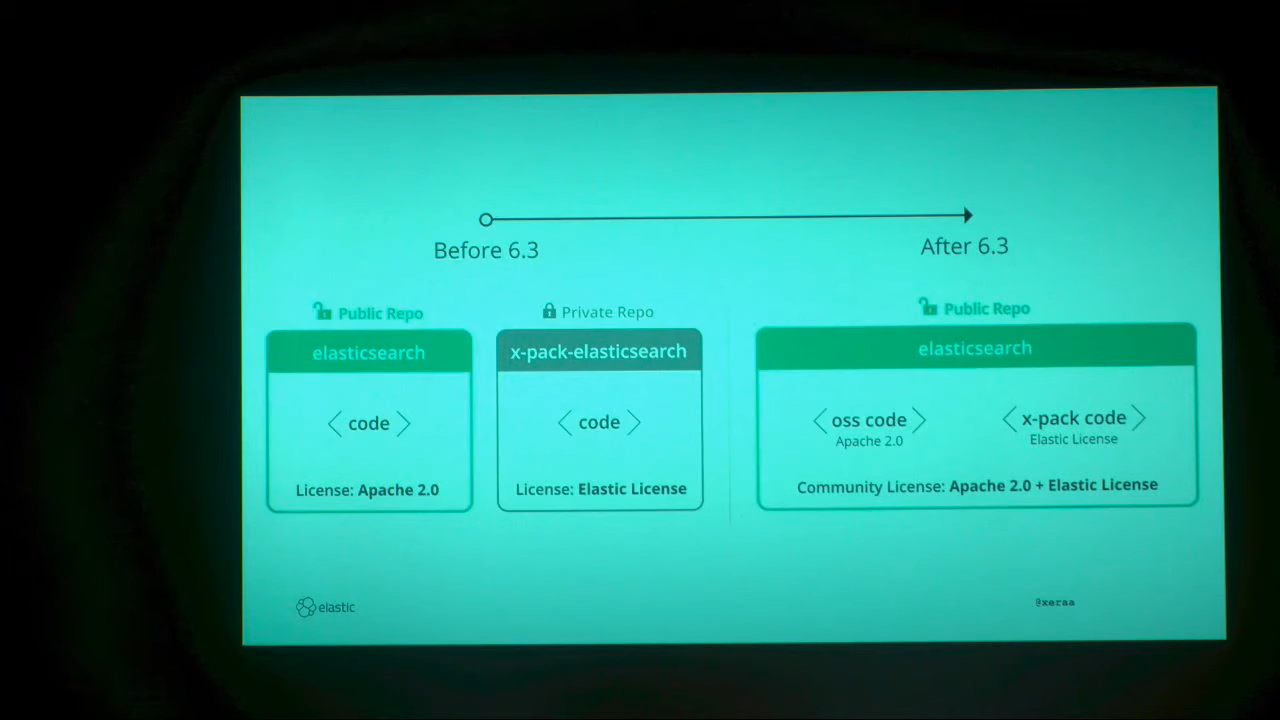 Before 6.3
After 6.3
Public Repo
elasticsearch
< code >
License: Apache 2.0
Private Repo
x-pack-elasticsearch
< code >
License: Elastic License
Public Repo
elasticsearch
< oss code >
Apache 2.0
< x-pack code >
Elastic License
Community License: Apache 2.0 + Elastic License
elastic
@xeraa